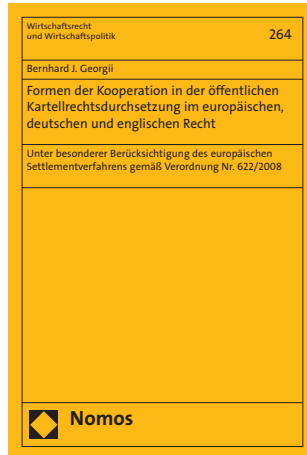 Wirtschaftsrecht
und Wirtschaftspolitik
264
Bernhard J. Georgii
Formen der Kooperation in der öffentlichen
Kartellrechtsdurchsetzung im europäischen,
deutschen und englischen Recht
Unter besonderer Berücksichtigung des europäischen
Settlementverfahrens gemäß Verordnung Nr. 622/2008
Nomos